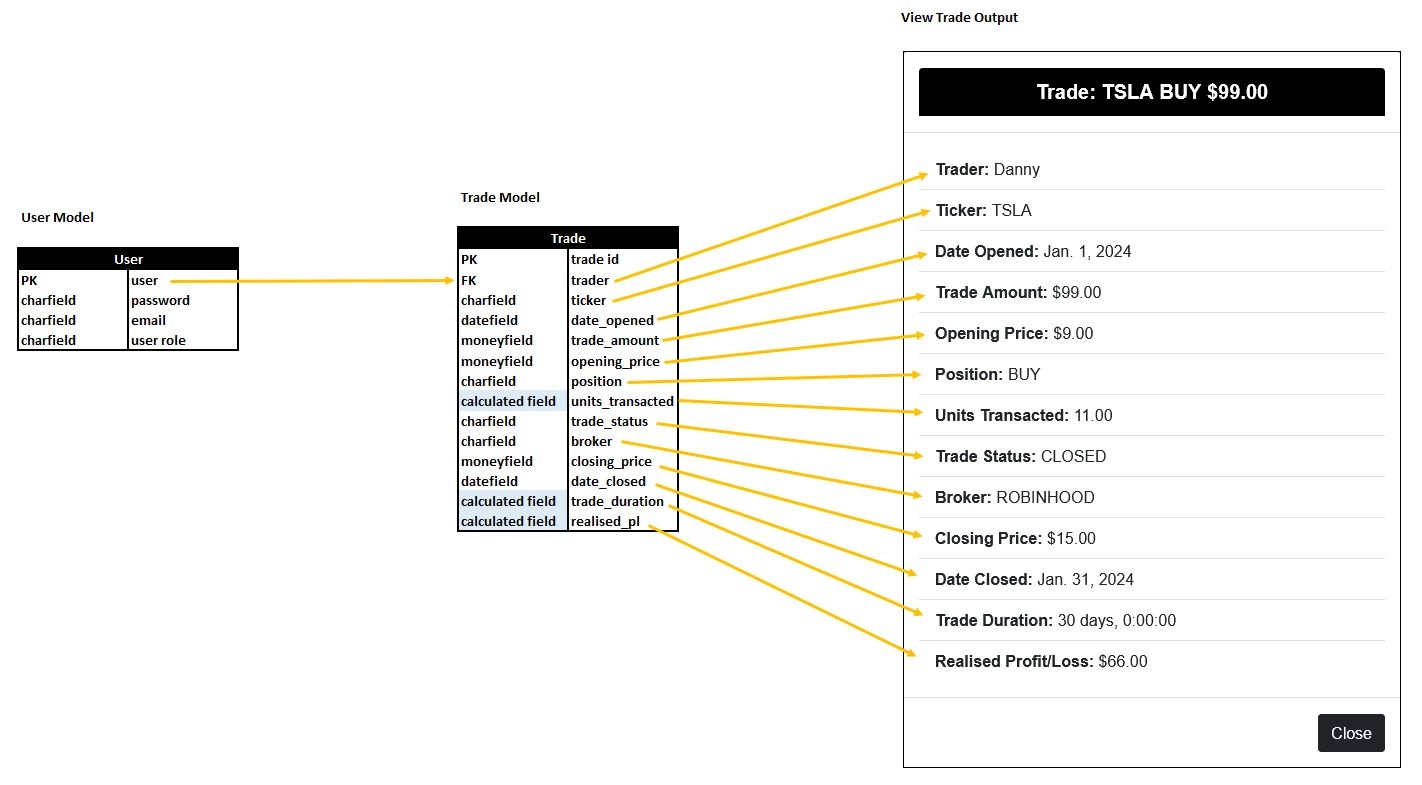 View Trade Output
Trade: TSLA BUY $99.00
Trader: Danny
Ticker: TSLA
Date Opened: Jan. 1, 2024
Trade Amount: $99.00
Opening Price: $9.00
Position: BUY
Units Transacted: 11.00
Trade Status: CLOSED
Broker: ROBINHOOD
Closing Price: $15.00
Date Closed: Jan. 31, 2024
Trade Duration: 30 days, 0:00:00
Realised Profit/Loss: $66.00
Close
Trade Model
Trade
PK trade id
FK trader
charfield ticker
datefield date_opened
moneyfield trade_amount
moneyfield opening_price
charfield position
calculated field units_transacted
charfield trade_status
charfield broker
moneyfield closing_price
datefield date_closed
calculated field trade_duration
calculated field realised_pl
User Model
User
PK user
charfield password
charfield email
charfield user role